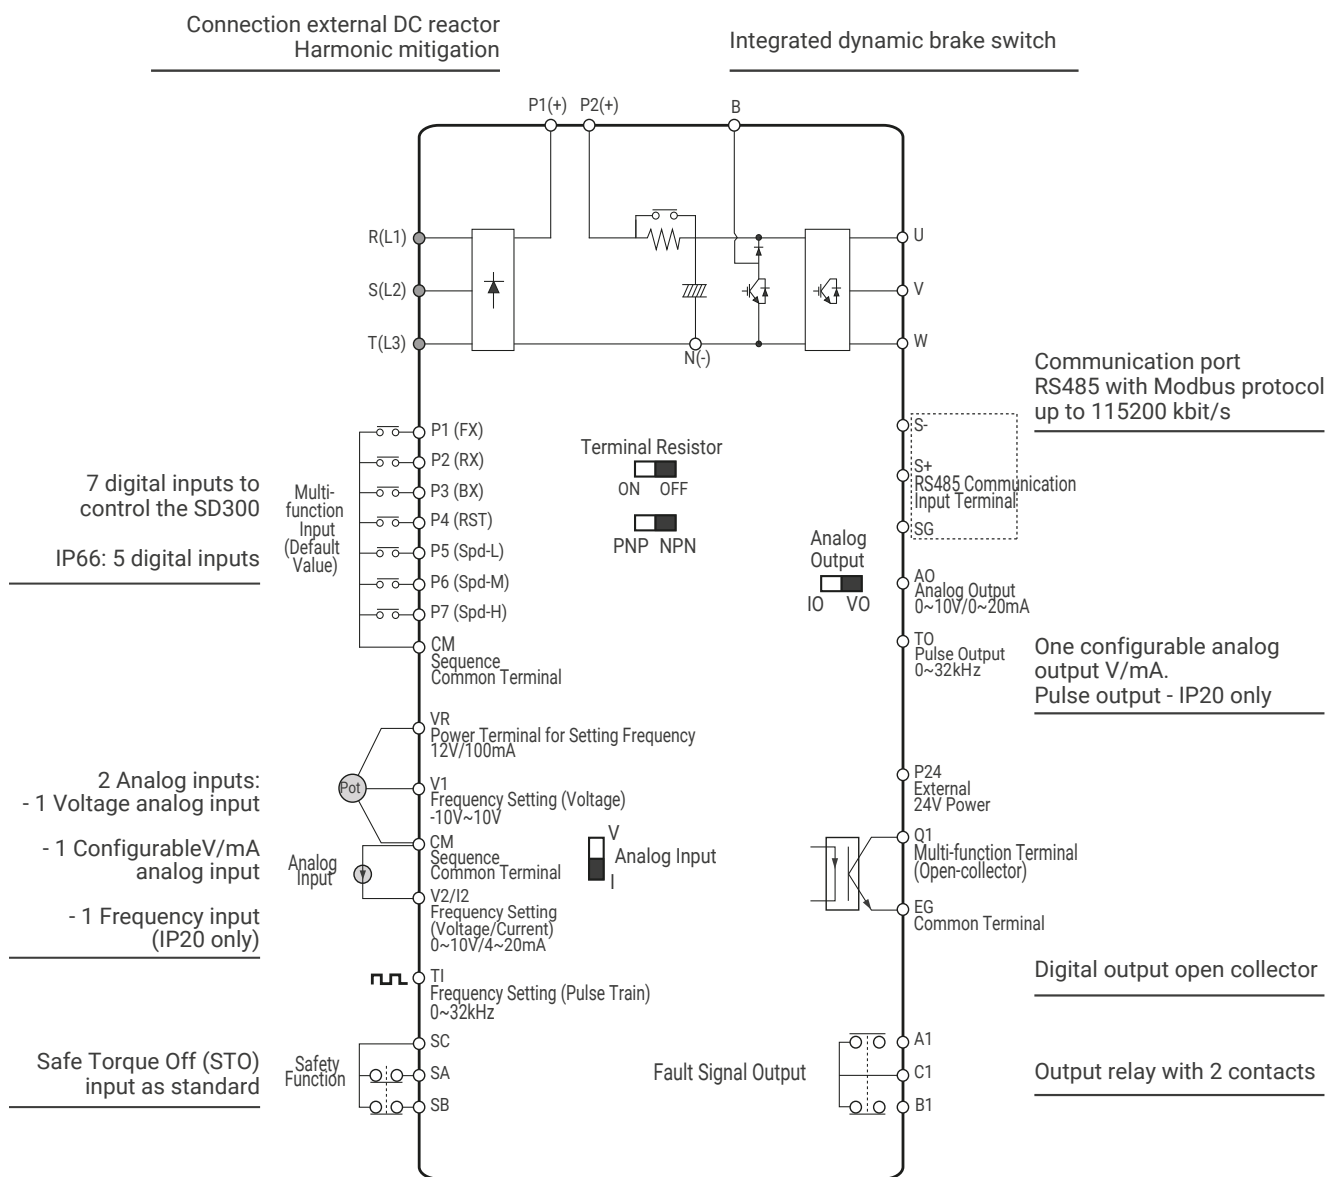 Connection external DC reactor
Harmonic mitigation
Integrated dynamic brake switch
P1(+)
P2(+)
B
R(L1)
S(L2)
T(L3)
N(-)
U
V
W
Communication port
RS485 with Modbus protocol
up to 115200 kbit/s
7 digital inputs to
control the SD300
IP66: 5 digital inputs
Multi-
function
Input
(Default
Value)
P1 (FX)
P2 (RX)
P3 (BX)
P4 (RST)
P5 (Spd-L)
P6 (Spd-M)
P7 (Spd-H)
CM
Sequence
Common Terminal
Terminal Resistor
ON OFF
PNP NPN
Analog
Output
IO VO
S-
S+
RS485 Communication
Input Terminal
SG
AO
Analog Output
0~10V/0~20mA
TO
Pulse Output
0~32kHz
One configurable analog
output V/mA.
Pulse output - IP20 only
2 Analog inputs:
- 1 Voltage analog input
- 1 ConfigurableV/mA
analog input
- 1 Frequency input
(IP20 only)
Pot
Analog
Input
VR
Power Terminal for Setting Frequency
12V/100mA
V1
Frequency Setting (Voltage)
-10V~10V
CM
Sequence
Common Terminal
V2/I2
Frequency Setting
(Voltage/Current)
0~10V/4~20mA
TI
Frequency Setting (Pulse Train)
0~32kHz
V
Analog Input
I
P24
External
24V Power
Q1
Multi-function Terminal
(Open-collector)
EG
Common Terminal
Digital output open collector
Safe Torque Off (STO)
input as standard
Safety
Function
SC
SA
SB
Fault Signal Output
A1
C1
B1
Output relay with 2 contacts